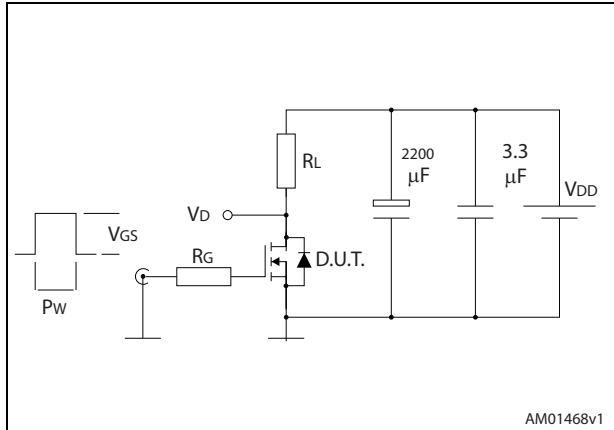 RL
2200
μF
3.3
μF
VDD
VD
VGS
RG
D.U.T.
PW
AM01468v1